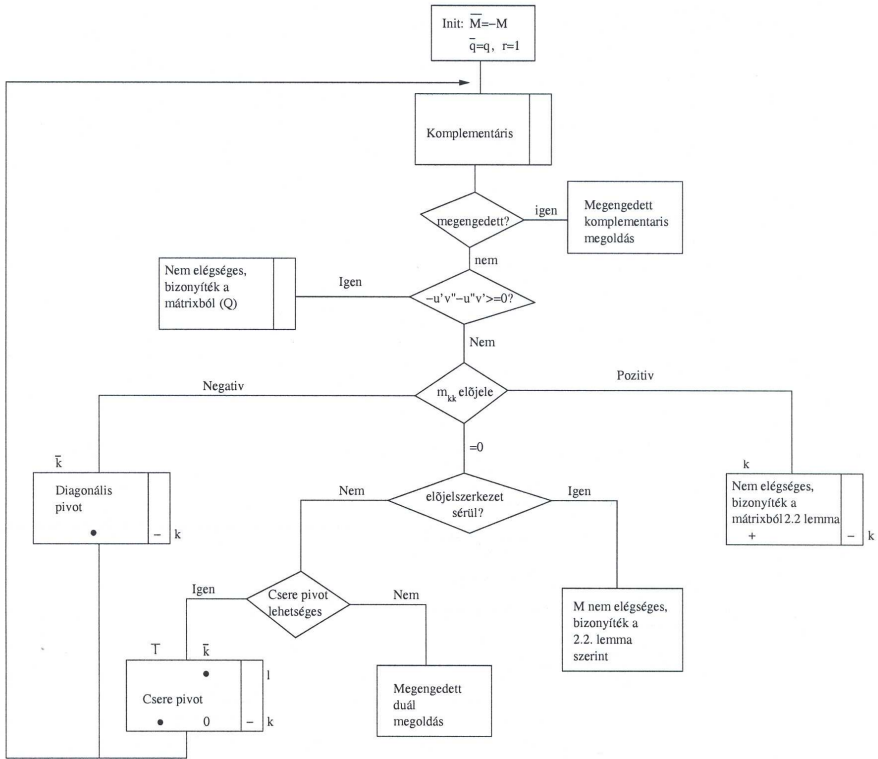 Init: M̅=−M
q̅=q, r=1
Komplementáris
megengedett?
igen
Megengedett
komplementaris
megoldás
nem
Nem elégséges,
bizonyíték a
mátrixból (Q)
Igen
−u'v"−u"v'>=0?
Nem
m_kk elõjele
Negativ
Pozitiv
=0
k̅
Diagonális
pivot
• − k
Nem
elõjelszerkezet
sérül?
Igen
k
Nem elégséges,
bizonyíték a
mátrixból 2.2 lemma
+ − k
Igen
Csere pivot
lehetséges
Nem
M nem elégséges,
bizonyíték a
2.2. lemma
szerint
l̅ k̅
• l
Csere pivot
• 0 − k
Megengedett
duál
megoldás